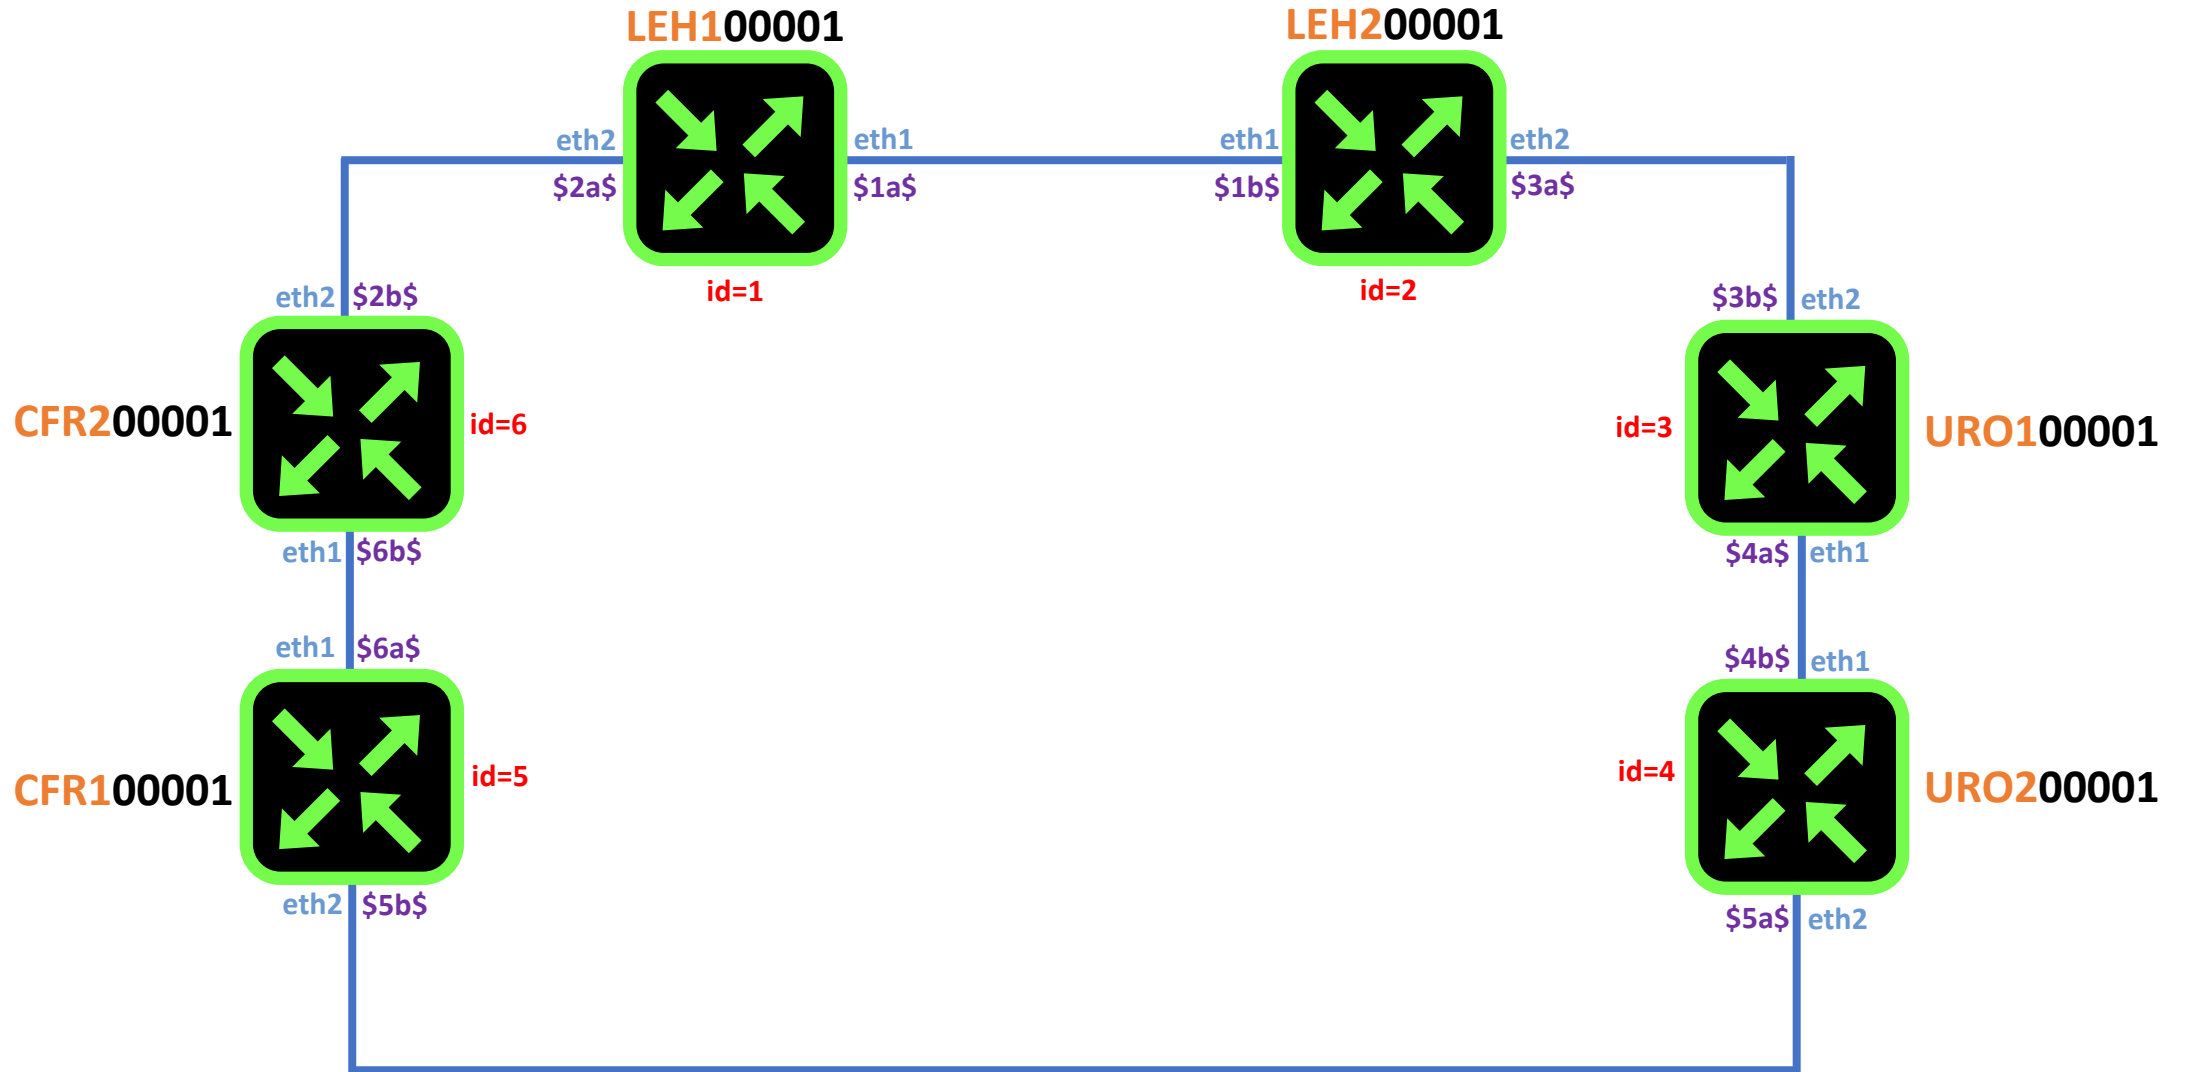 LEH100001
LEH200001
eth2
eth1
eth1
eth2
$2a$
$1a$
$1b$
$3a$
id=1
id=2
eth2
$2b$
$3b$
eth2
CFR200001
id=6
id=3
URO100001
eth1
$6b$
$4a$
eth1
eth1
$6a$
$4b$
eth1
CFR100001
id=5
id=4
URO200001
eth2
$5b$
$5a$
eth2